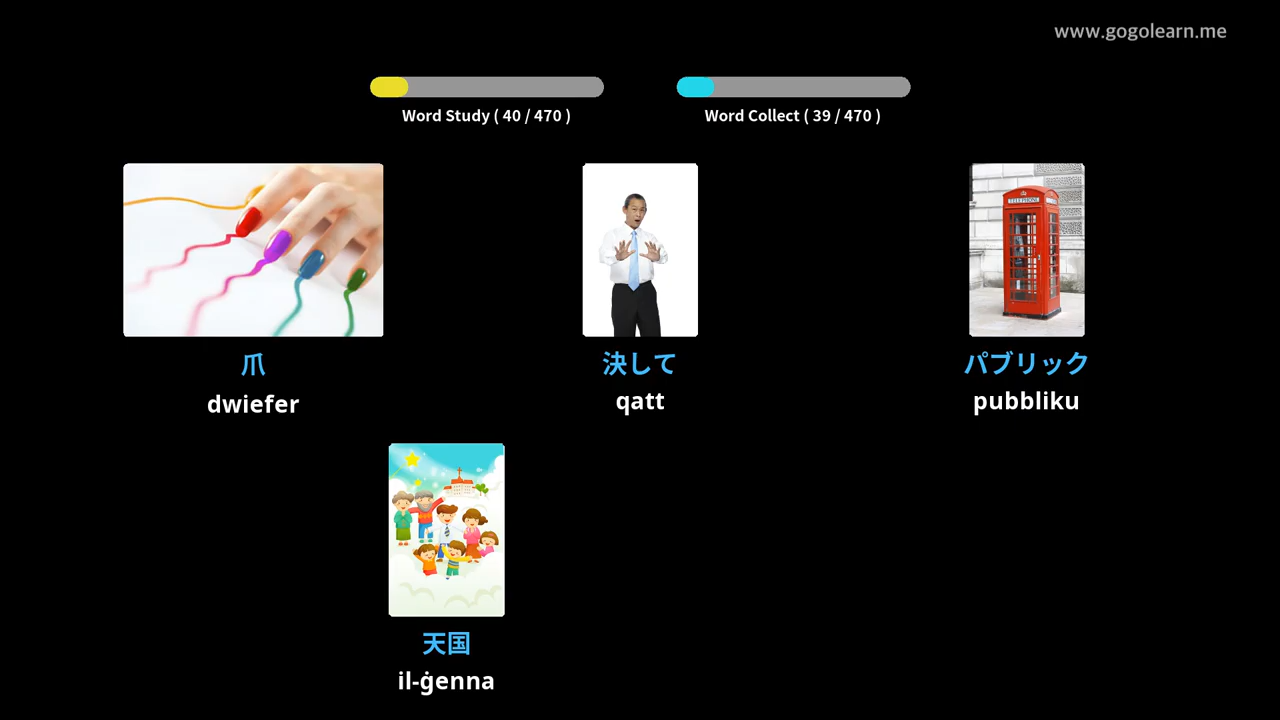 www.gogolearn.me
Word Study ( 40 / 470 )
Word Collect ( 39 / 470 )
TELEPHONE
爪
決して
パブリック
dwiefer
qatt
pubbliku
天国
il-ġenna